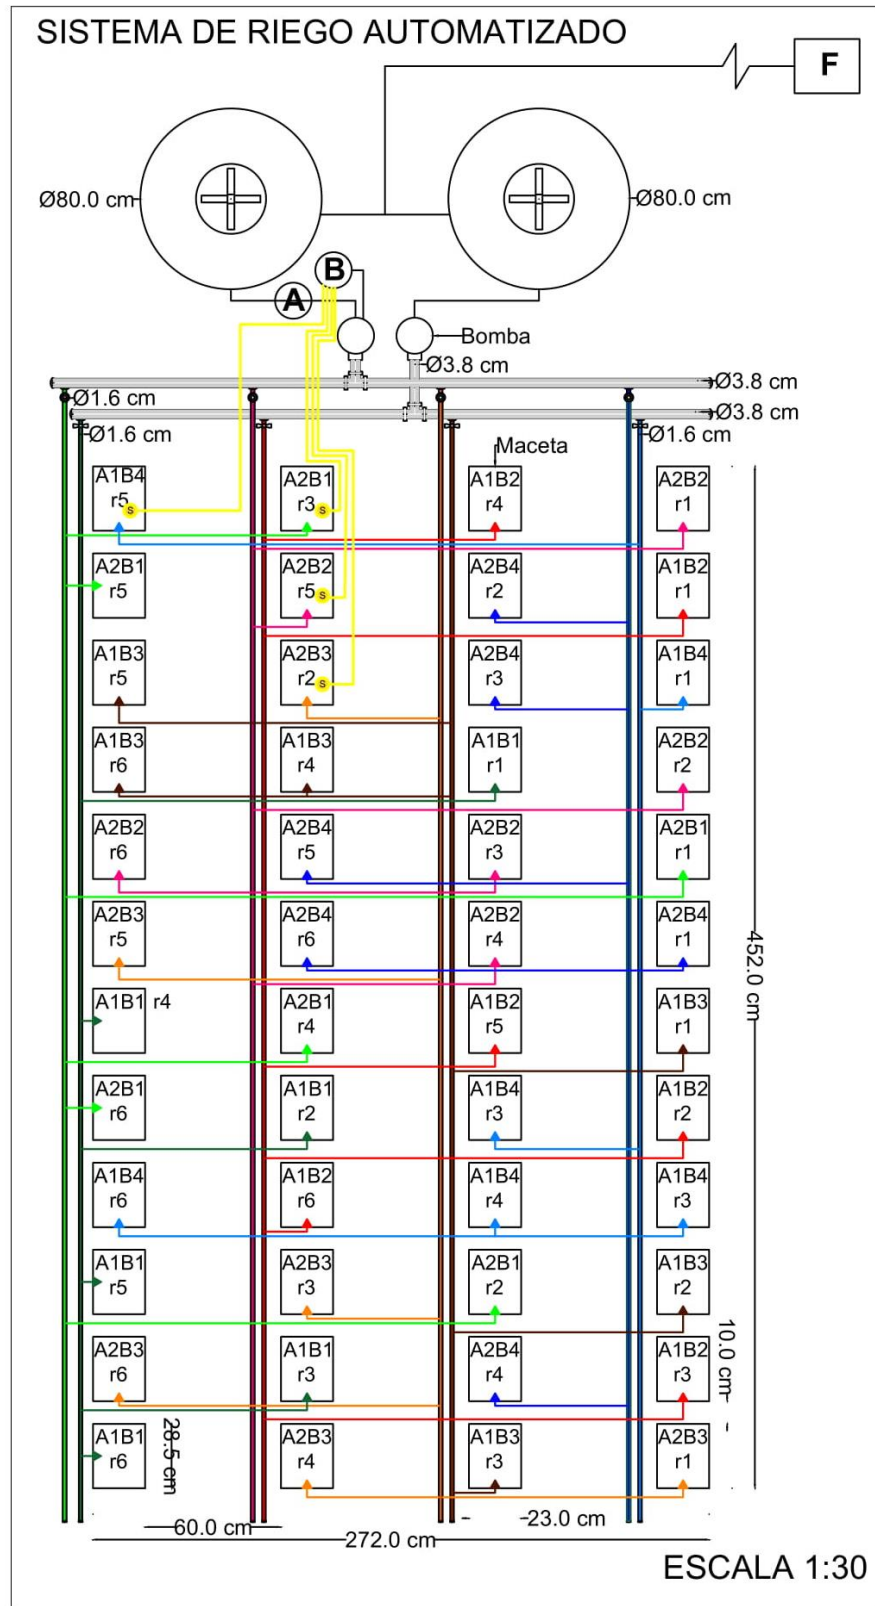 SISTEMA DE RIEGO AUTOMATIZADO
F
Ø80.0 cm
Ø80.0 cm
B
A
Bomba
Ø3.8 cm
Ø3.8 cm
Ø1.6 cm
Ø3.8 cm
Ø1.6 cm
Ø1.6 cm
Maceta
A1B4
r5
S
A2B1
r3
S
A1B2
r4
A2B2
r1
A2B1
r5
A2B2
r5
S
A2B4
r2
A1B2
r1
A1B3
r5
A2B3
r2
S
A2B4
r3
A1B4
r1
A1B3
r6
A1B3
r4
A1B1
r1
A2B2
r2
A2B2
r6
A2B4
r5
A2B2
r3
A2B1
r1
A2B3
r5
A2B4
r6
A2B2
r4
A2B4
r1
452.0 cm
A1B1 r4
A2B1
r4
A1B2
r5
A1B3
r1
A2B1
r6
A1B1
r2
A1B4
r3
A1B2
r2
A1B4
r6
A1B2
r6
A1B4
r4
A1B4
r3
A1B1
r5
A2B3
r3
A2B1
r2
A1B3
r2
10.0 cm
A2B3
r6
A1B1
r3
A2B4
r4
A1B2
r3
A1B1
r6
28.5 cm
A2B3
r4
A1B3
r3
A2B3
r1
60.0 cm
23.0 cm
272.0 cm
ESCALA 1:30